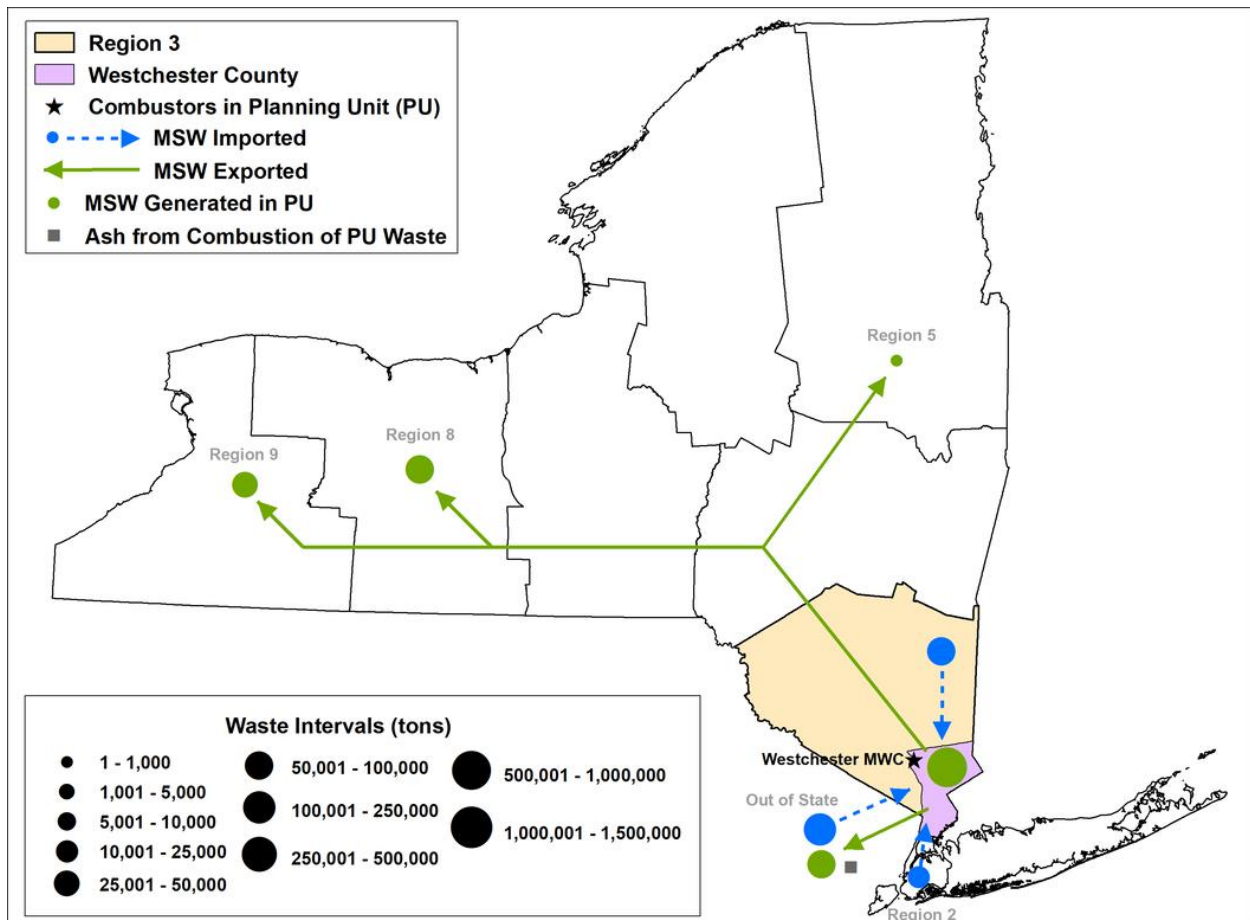 Region 3
Westchester County
Combustors in Planning Unit (PU)
MSW Imported
MSW Exported
MSW Generated in PU
Ash from Combustion of PU Waste
Region 5
Region 8
Region 9
Westchester MWC
Out of State
Region 2
Waste Intervals (tons)
1 - 1,000
1,001 - 5,000
5,001 - 10,000
10,001 - 25,000
25,001 - 50,000
50,001 - 100,000
100,001 - 250,000
250,001 - 500,000
500,001 - 1,000,000
1,000,001 - 1,500,000